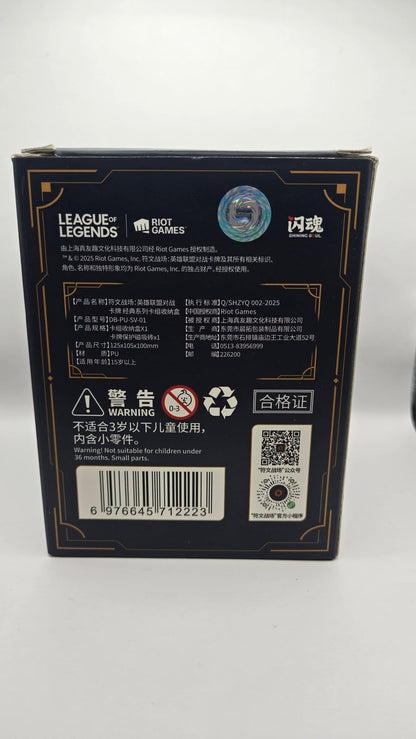 LEAGUE OF LEGENDS
RIOT GAMES
闪魂
SHINING SOUL
由上海真友趣文化科技有限公司经 Riot Games 授权制造。
™ & © 2025 Riot Games, Inc. 符文战场: 英雄联盟对战卡牌及其所有相关标识、
角色、名称和独特形象均为 Riot Games, Inc. 的独占财产。经授权使用。
【产品名称】符文战场:英雄联盟对战
卡牌 经典系列卡组收纳盒
【产品型号】DB-PU-SV-01
【产品规格】卡组收纳盒X1
卡牌保护磁吸砖x1
【产品尺寸】125x105x100mm
【材 质】PU
【适用年龄】15岁以上
【执行标准】Q/SHZYQ 002-2025
【中国授权商】Riot Games
【被授权商】上海真友趣文化科技有限公司
【生 产 商】东莞市晨拓包装制品有限公司
【生产商地址】东莞市石排镇庙边王工业大道52号
【电 话】0513-83956999
【邮 编】226200
警告
WARNING
0-3
合格证
不适合3岁以下儿童使用,
内含小零件。
Warning! Not suitable for children under
36 months. Small parts.
"符文战场"公众号
6 976645 712223
"符文战场"官方小程序